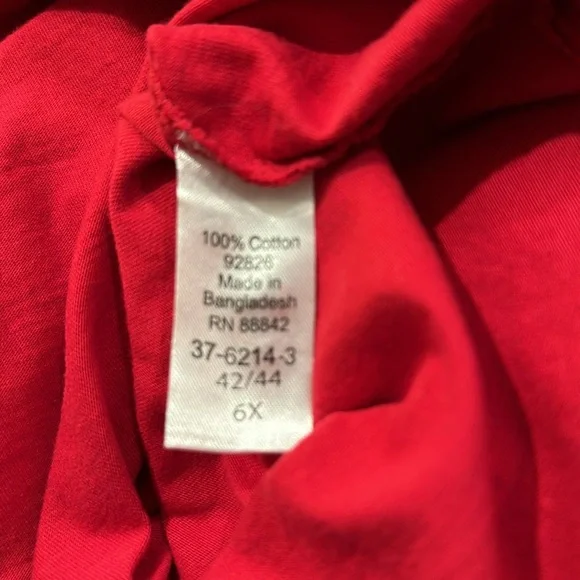 100% Cotton
92826
Made in
Bangladesh
RN 88842
37-6214-3
42/44
6X